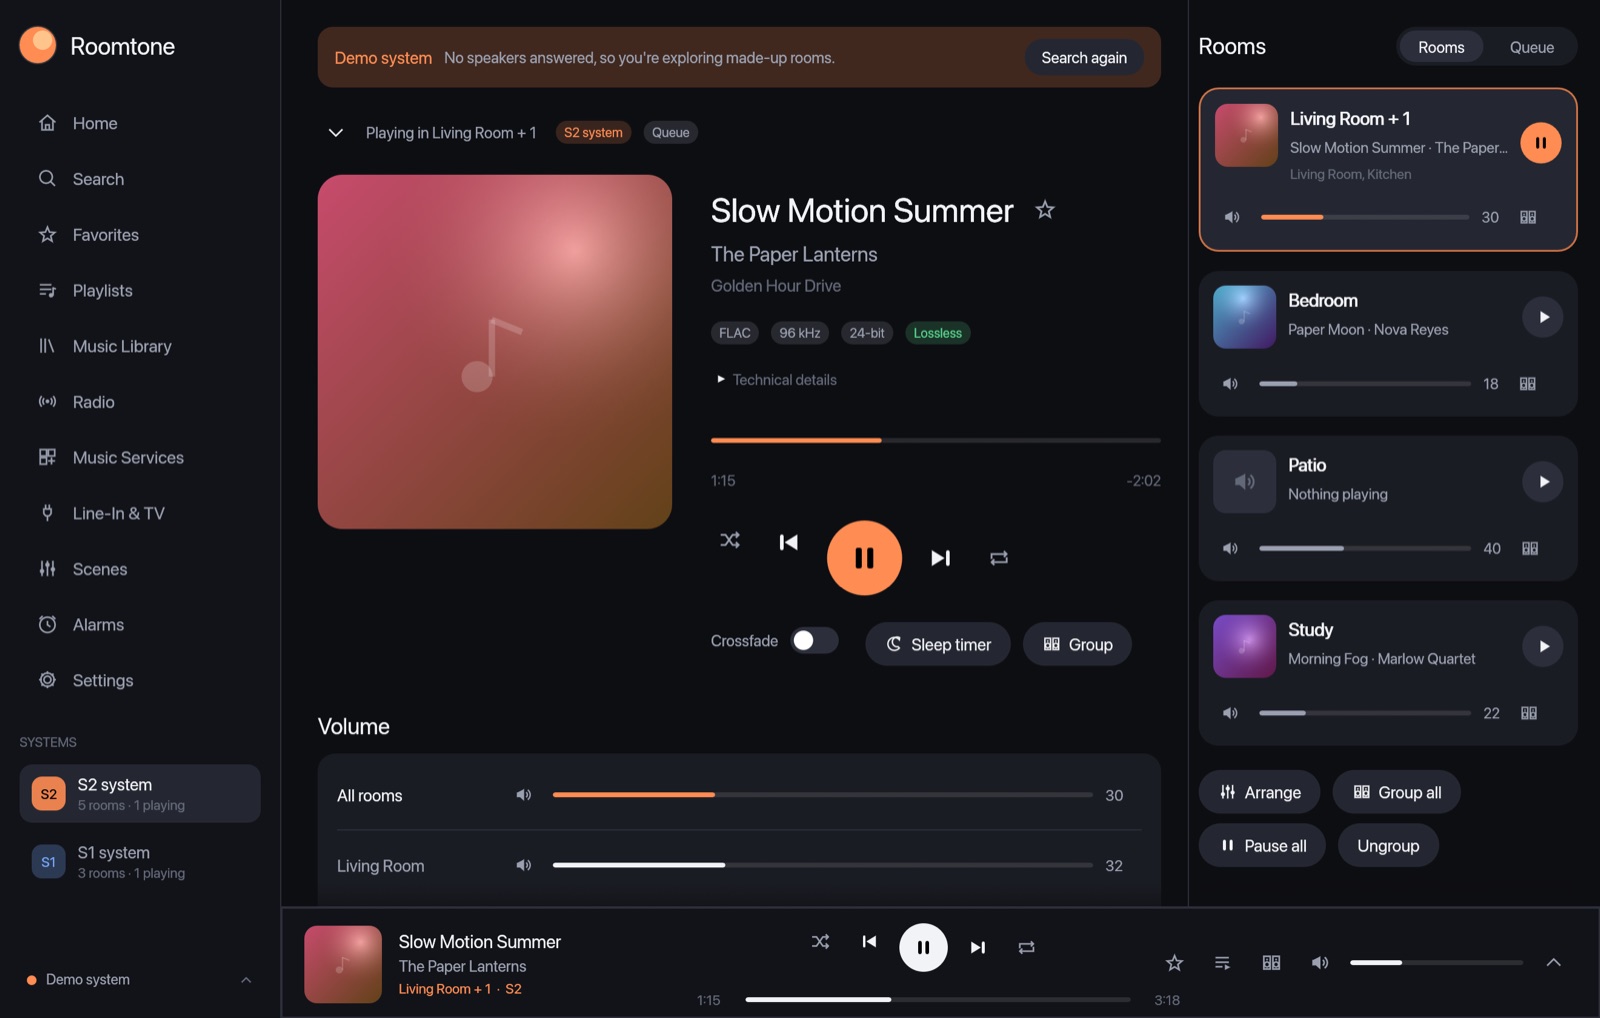 Roomtone
Home
Search
Favorites
Playlists
Music Library
Radio
Music Services
Line-In & TV
Scenes
Alarms
Settings
SYSTEMS
S2
S2 system
5 rooms · 1 playing
S1
S1 system
3 rooms · 1 playing
Demo system
Demo system No speakers answered, so you're exploring made-up rooms. Search again
Playing in Living Room + 1 S2 system Queue
Slow Motion Summer
The Paper Lanterns
Golden Hour Drive
FLAC 96 kHz 24-bit Lossless
Technical details
1:15 -2:02
Crossfade Sleep timer Group
Volume
All rooms 30
Living Room 32
Rooms Rooms Queue
Living Room + 1
Slow Motion Summer · The Paper...
Living Room, Kitchen
30
Bedroom
Paper Moon · Nova Reyes
18
Patio
Nothing playing
40
Study
Morning Fog · Marlow Quartet
22
Arrange Group all
Pause all Ungroup
Slow Motion Summer
The Paper Lanterns
Living Room + 1 · S2
1:15 3:18